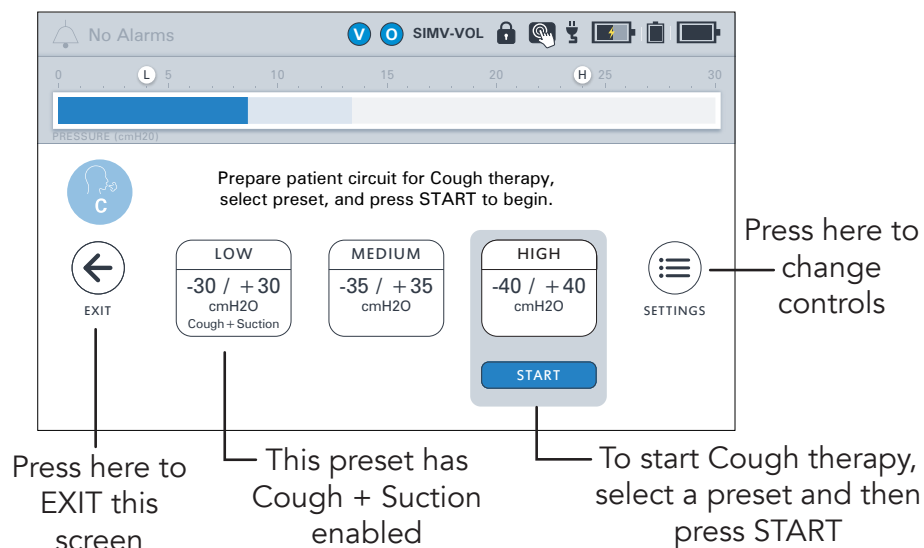 No Alarms
V O SIMV-VOL
0 L 5 10 15 20 H 25 30
PRESSURE (cmH20)
C
Prepare patient circuit for Cough therapy,
select preset, and press START to begin.
EXIT
LOW
-30 / +30
cmH2O
Cough+Suction
MEDIUM
-35 / +35
cmH2O
HIGH
-40 / +40
cmH2O
START
SETTINGS
Press here to
change
controls
Press here to
EXIT this
screen
This preset has
Cough + Suction
enabled
To start Cough therapy,
select a preset and then
press START